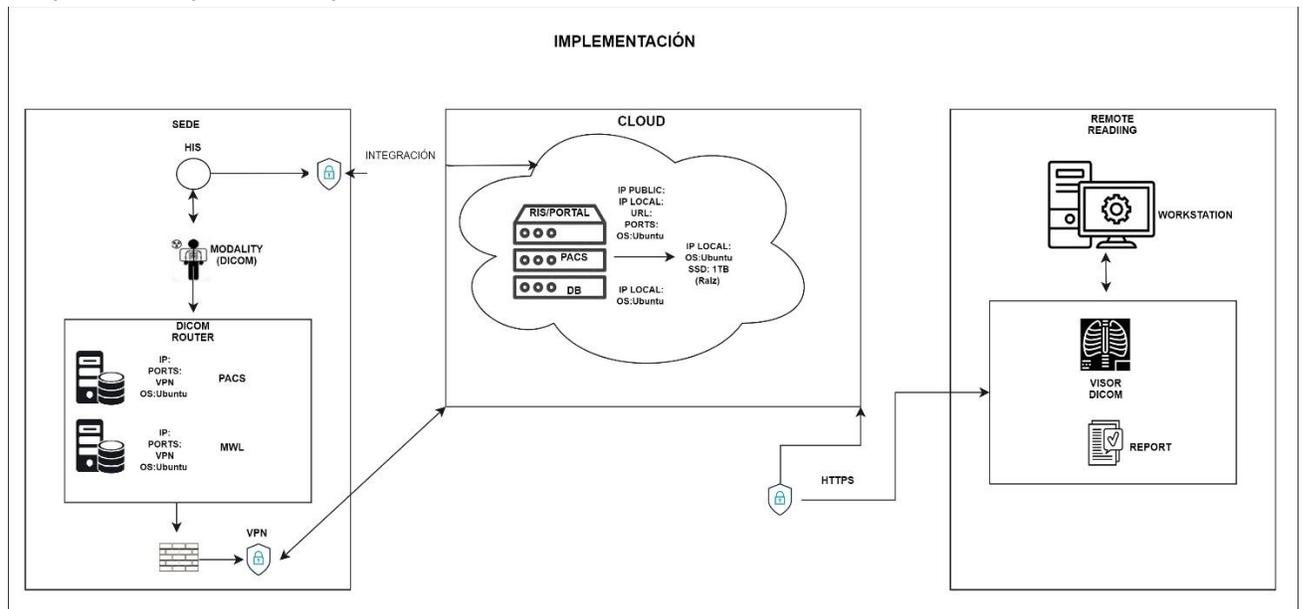 IMPLEMENTACIÓN
SEDE
HIS
INTEGRACIÓN
MODALITY
(DICOM)
DICOM
ROUTER
IP:
PORTS:
VPN
OS:Ubuntu
PACS
IP:
PORTS:
VPN
OS:Ubuntu
MWL
VPN
CLOUD
RIS/PORTAL
IP PUBLIC:
IP LOCAL:
URL:
PORTS:
OS:Ubuntu
PACS
IP LOCAL:
OS:Ubuntu
SSD: 1TB
(Raiz)
DB
IP LOCAL:
OS:Ubuntu
HTTPS
REMOTE
READIING
WORKSTATION
VISOR
DICOM
REPORT